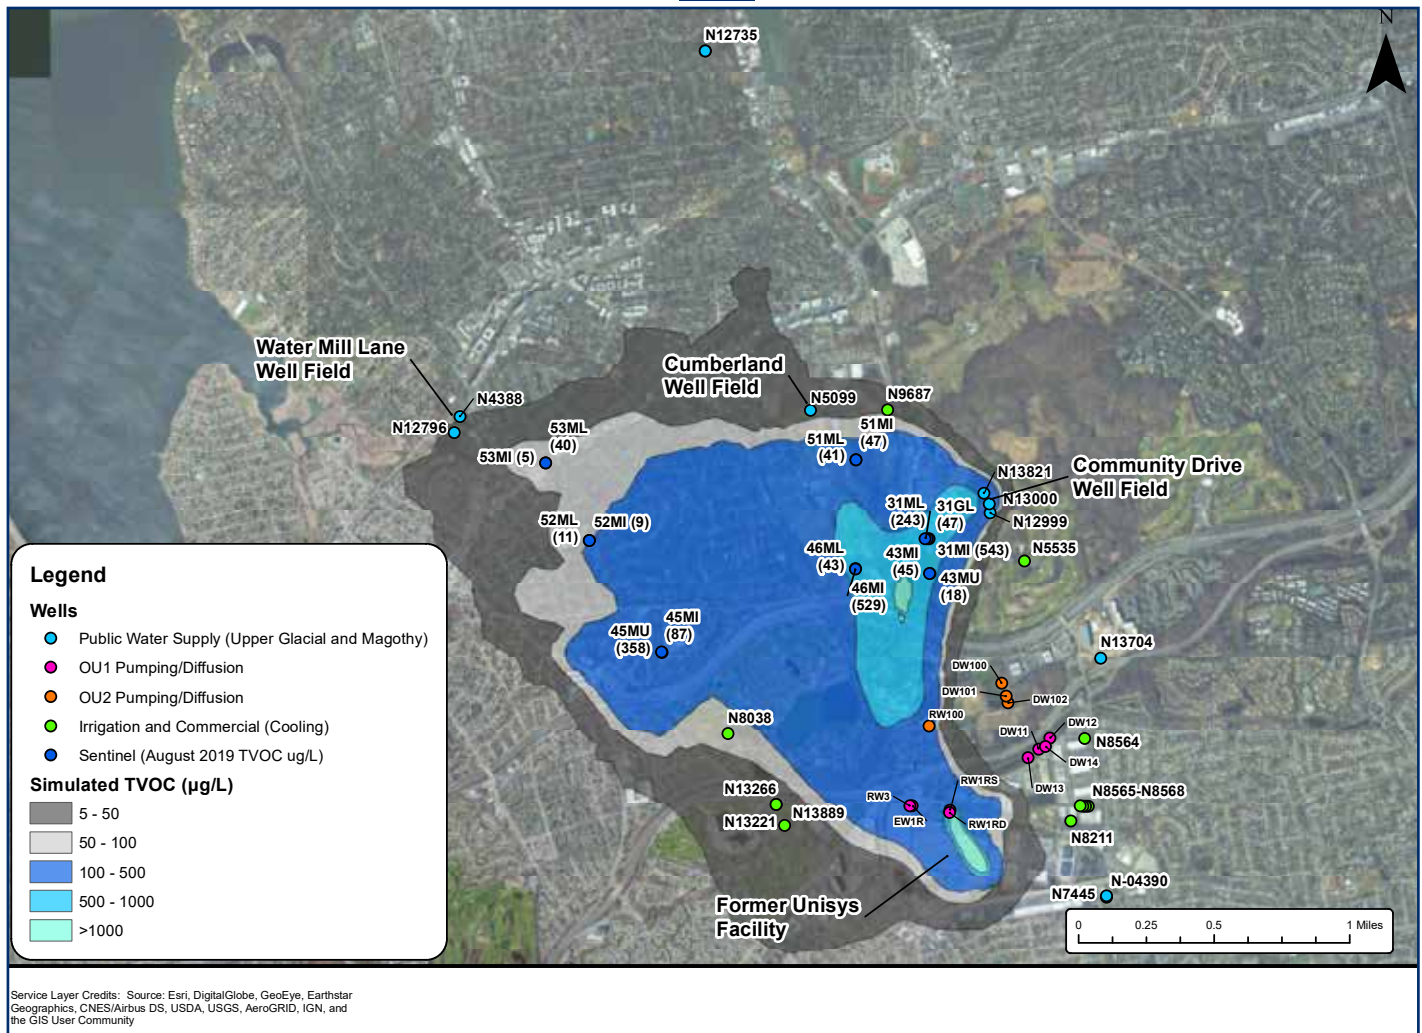 N
N12735
Water Mill Lane
Well Field
N4388
N12796
Cumberland
Well Field
N5099
N9687
53ML
(40)
53MI (5)
51MI
(47)
51ML
(41)
N13821
Community Drive
Well Field
N13000
N12999
52ML
(11)
52MI (9)
31ML
(243)
31GL
(47)
31MI (543)
N5535
46ML
(43)
43MI
(45)
46MI
(529)
43MU
(18)
45MI
(87)
45MU
(358)
N13704
DW100
DW101
DW102
N8038
RW100
DW12
DW11
N8564
DW14
DW13
N13266
RW3
RW1RS
N8565-N8568
N13221
N13889
EW1R
RW1RD
N8211
Former Unisys
Facility
N7445
N-04390
0
0.25
0.5
1 Miles
Legend
Wells
Public Water Supply (Upper Glacial and Magothy)
OU1 Pumping/Diffusion
OU2 Pumping/Diffusion
Irrigation and Commercial (Cooling)
Sentinel (August 2019 TVOC ug/L)
Simulated TVOC (µg/L)
5 - 50
50 - 100
100 - 500
500 - 1000
>1000
Service Layer Credits: Source: Esri, DigitalGlobe, GeoEye, Earthstar
Geographics, CNES/Airbus DS, USDA, USGS, AeroGRID, IGN, and
the GIS User Community